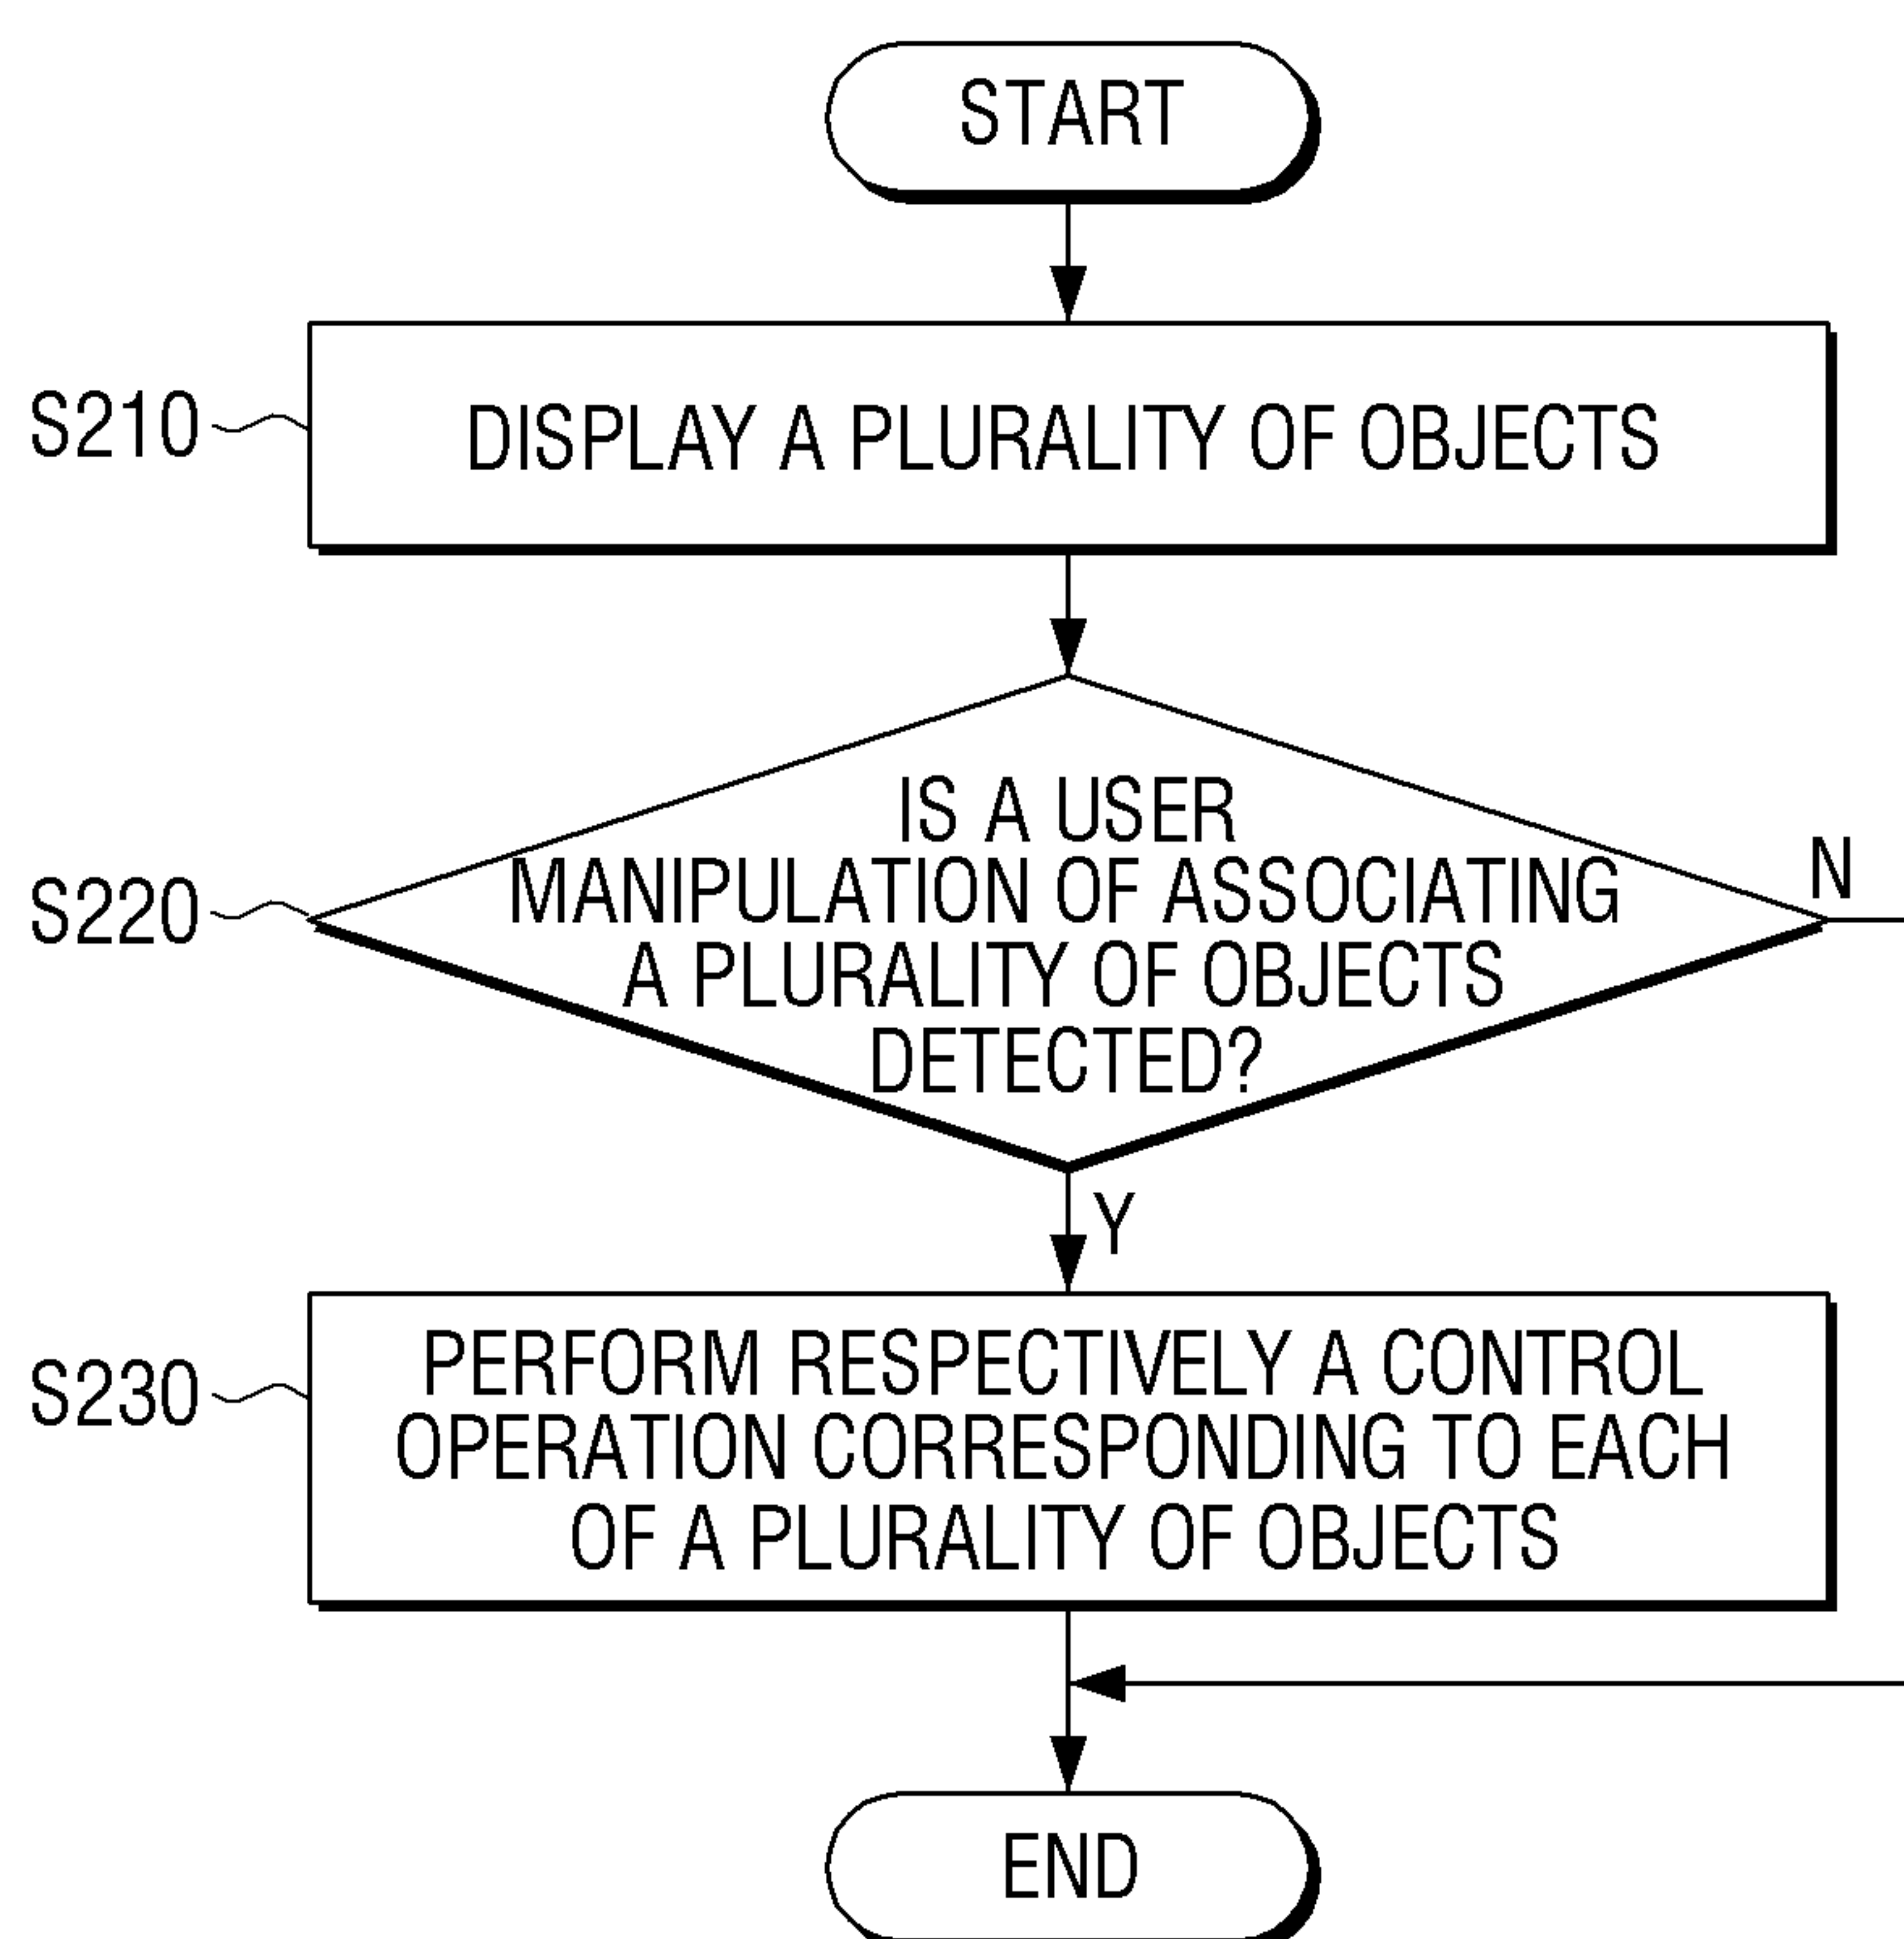 START
S210
DISPLAY A PLURALITY OF OBJECTS
S220
IS A USER
MANIPULATION OF ASSOCIATING
A PLURALITY OF OBJECTS
DETECTED?
N
Y
S230
PERFORM RESPECTIVELY A CONTROL
OPERATION CORRESPONDING TO EACH
OF A PLURALITY OF OBJECTS
END